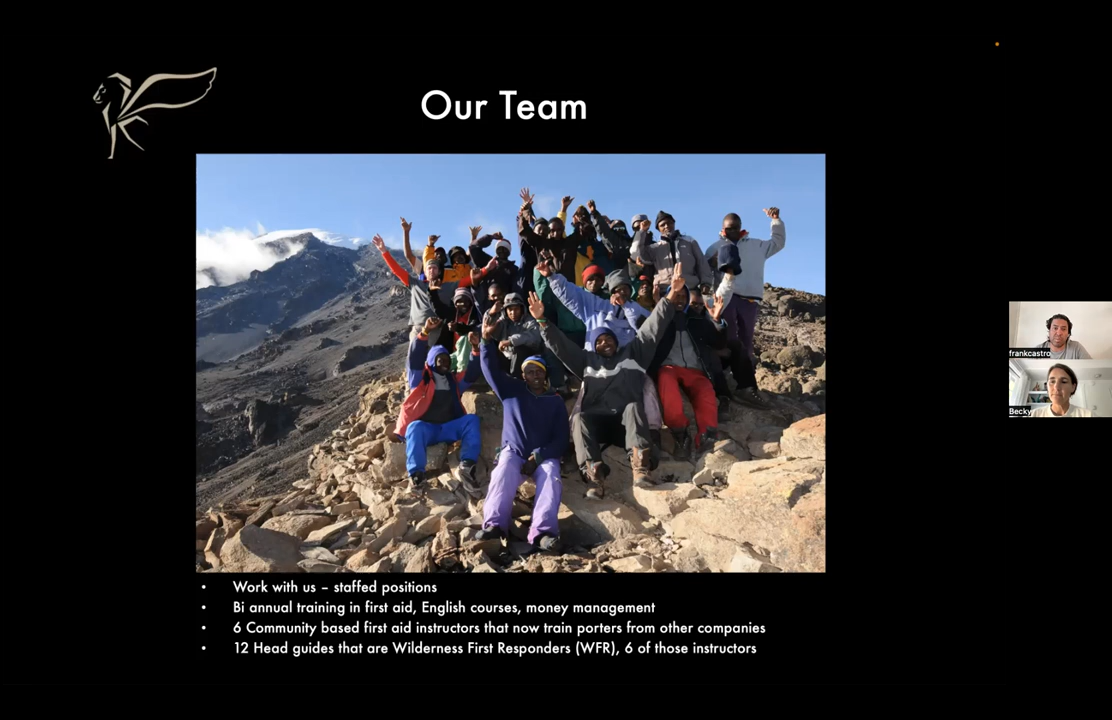 Our Team
• Work with us – staffed positions
• Bi annual training in first aid, English courses, money management
• 6 Community based first aid instructors that now train porters from other companies
• 12 Head guides that are Wilderness First Responders (WFR), 6 of those instructors
frankcastro
Becky